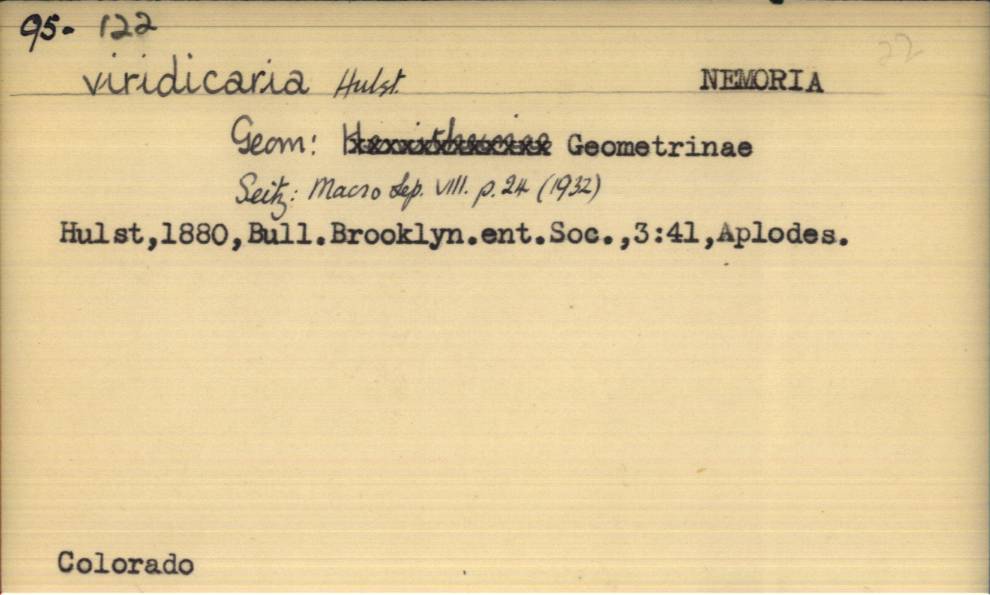 95. 122
22
viridicaria Hulst. NEMORIA
Geom: Geometrinae
Seitz: Macro Lep. VIII. p. 24 (1932)
Hulst,1880,Bull.Brooklyn.ent.Soc.,3:41,Aplodes.
Colorado